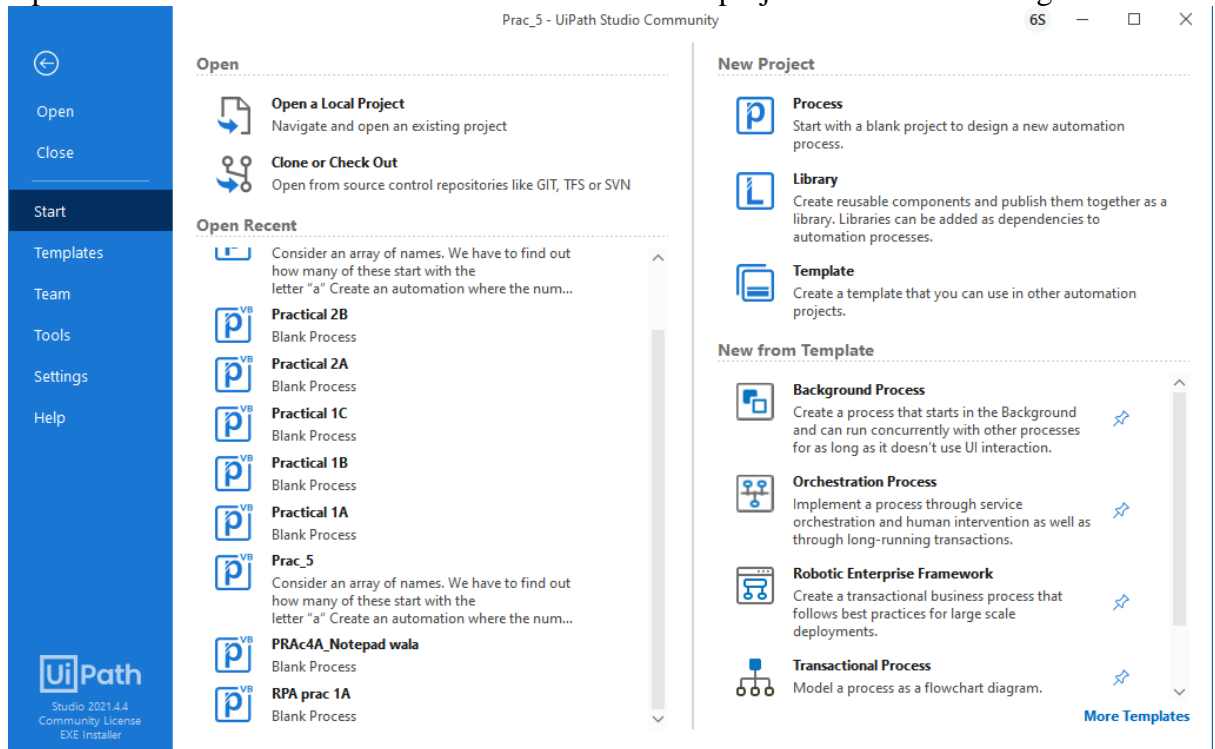 Prac_5 - UiPath Studio Community
6S
Open
Close
Start
Templates
Team
Tools
Settings
Help
UiPath
Studio 2021.4.4
Community License
EXE Installer
Open
Open a Local Project
Navigate and open an existing project
Clone or Check Out
Open from source control repositories like GIT, TFS or SVN
Open Recent
Consider an array of names. We have to find out
how many of these start with the
letter “a” Create an automation where the num...
VB
Practical 2B
Blank Process
VB
Practical 2A
Blank Process
VB
Practical 1C
Blank Process
VB
Practical 1B
Blank Process
VB
Practical 1A
Blank Process
VB
Prac_5
Consider an array of names. We have to find out
how many of these start with the
letter “a” Create an automation where the num...
VB
PRAc4A_Notepad wala
Blank Process
VB
RPA prac 1A
Blank Process
New Project
Process
Start with a blank project to design a new automation
process.
Library
Create reusable components and publish them together as a
library. Libraries can be added as dependencies to
automation processes.
Template
Create a template that you can use in other automation
projects.
New from Template
Background Process
Create a process that starts in the Background
and can run concurrently with other processes
for as long as it doesn't use UI interaction.
Orchestration Process
Implement a process through service
orchestration and human intervention as well as
through long-running transactions.
Robotic Enterprise Framework
Create a transactional business process that
follows best practices for large scale
deployments.
Transactional Process
Model a process as a flowchart diagram.
More Templates